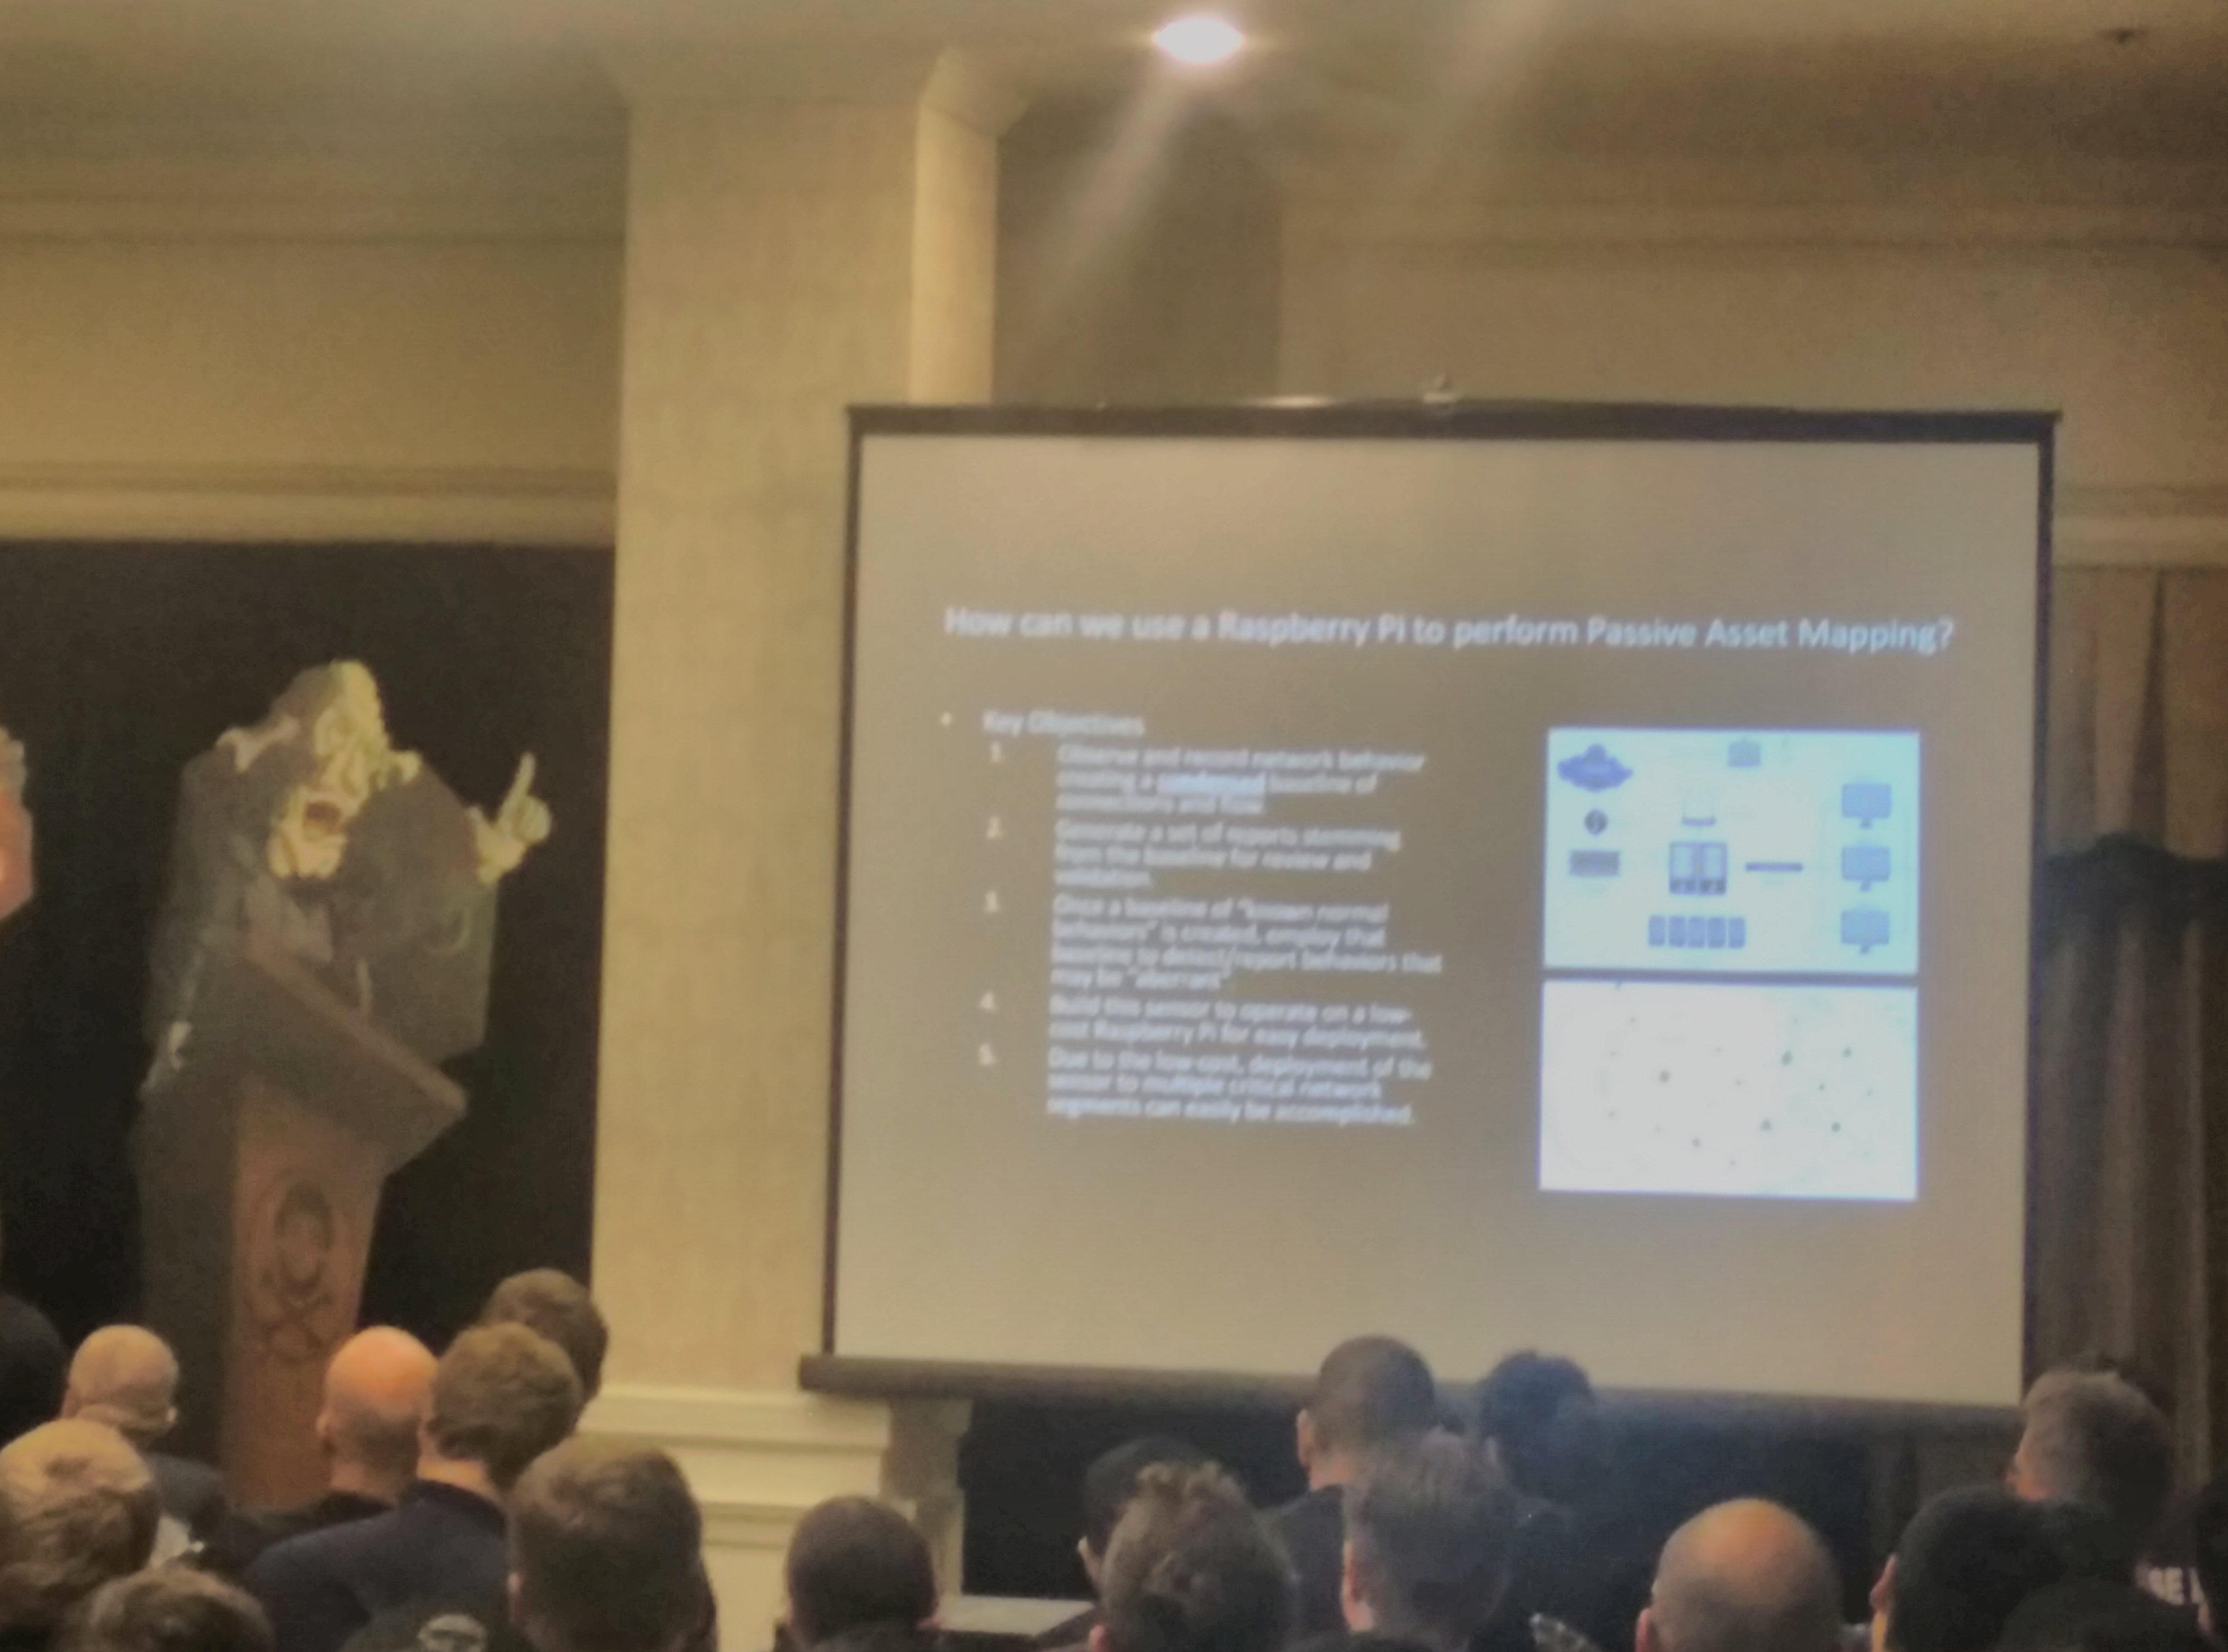 How can we use a Raspberry Pi to perform Passive Asset Mapping?
• Key Objectives
1. Observe and record network behavior
creating a condensed baseline of
connections and flow.
2. Generate a set of reports stemming
from the baseline for review and
validation.
3. Once a baseline of "known normal
behaviors" is created, employ that
baseline to detect/report behaviors that
may be "aberrant".
4. Build this sensor to operate on a low-
cost Raspberry Pi for easy deployment.
5. Due to the low-cost, deployment of the
sensor to multiple critical network
segments can easily be accomplished.